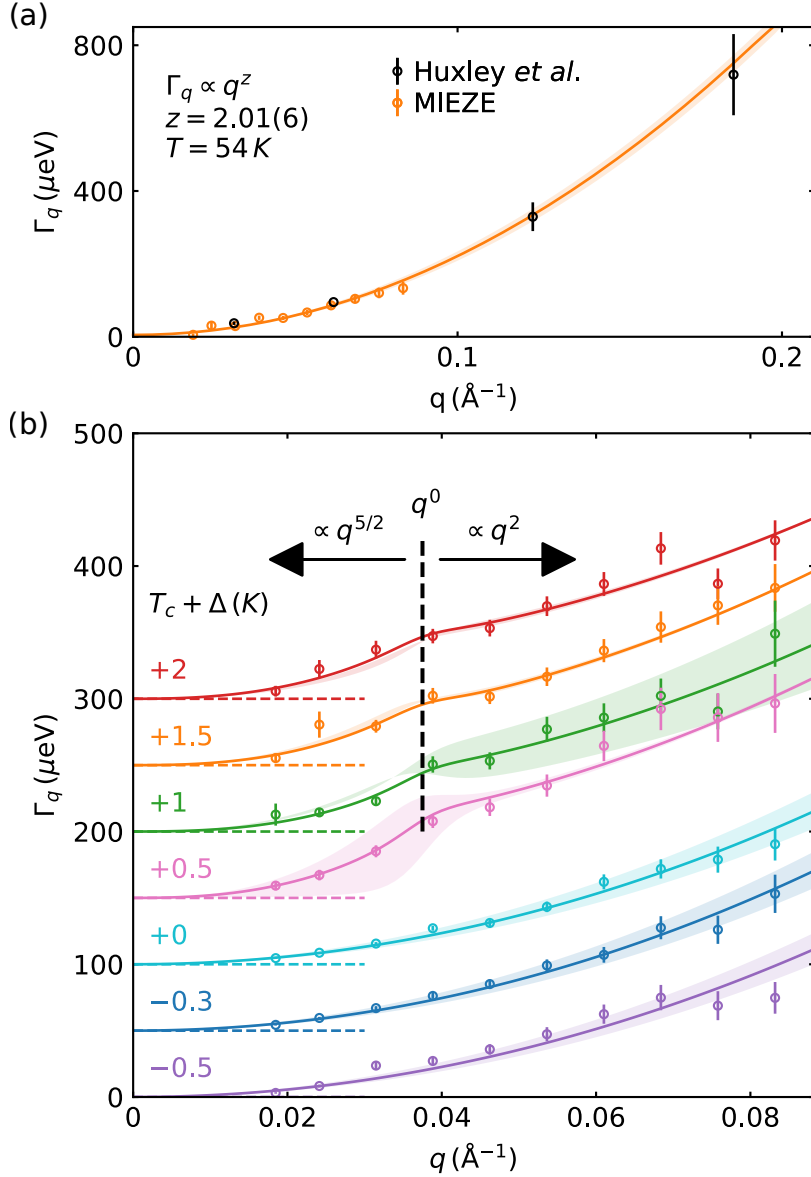 (a)
800
400
0
Γq (μeV)
Γq ∝ q^z
z = 2.01(6)
T = 54 K
Huxley et al.
MIEZE
0 0.1 0.2
q (Å⁻¹)
(b)
500
400
300
200
100
0
Γq (μeV)
q⁰
∝ q^5/2 ∝ q²
Tc + Δ (K)
+2
+1.5
+1
+0.5
+0
−0.3
−0.5
0 0.02 0.04 0.06 0.08
q (Å⁻¹)